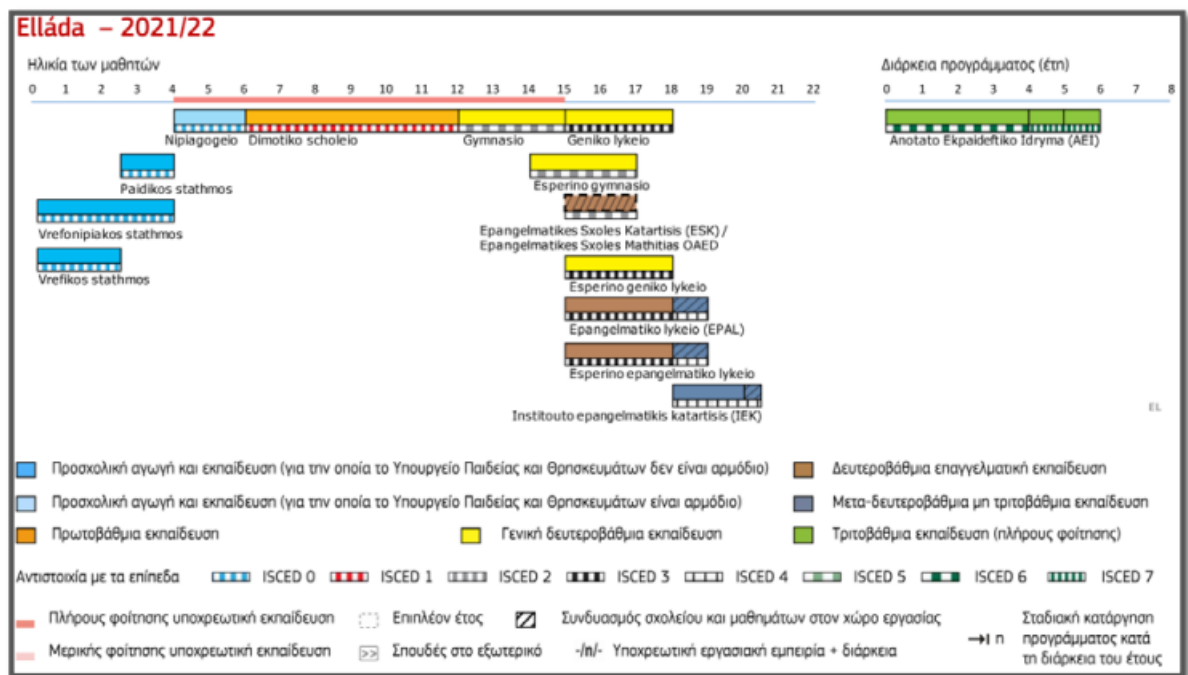 Elláda – 2021/22
Ηλικία των μαθητών
Διάρκεια προγράμματος (έτη)
0 1 2 3 4 5 6 7 8 9 10 11 12 13 14 15 16 17 18 19 20 21 22
0 1 2 3 4 5 6 7 8
Nipiagogeio Dimotiko scholeio Gymnasio Geniko lykeio
Anotato Ekpaideftiko Idryma (AEI)
Paidikos stathmos
Esperino gymnasio
Vrefonipiakos stathmos
Epangelmatikes Sxoles Katartisis (ESK) /
Epangelmatikes Sxoles Mathitias OAED
Vrefikos stathmos
Esperino geniko lykeio
Epangelmatiko lykeio (EPAL)
Esperino epangelmatiko lykeio
Institouto epangelmatikis katartisis (IEK)
EL
Προσχολική αγωγή και εκπαίδευση (για την οποία το Υπουργείο Παιδείας και Θρησκευμάτων δεν είναι αρμόδιο)
Δευτεροβάθμια επαγγελματική εκπαίδευση
Προσχολική αγωγή και εκπαίδευση (για την οποία το Υπουργείο Παιδείας και Θρησκευμάτων είναι αρμόδιο)
Μετα-δευτεροβάθμια μη τριτοβάθμια εκπαίδευση
Πρωτοβάθμια εκπαίδευση
Γενική δευτεροβάθμια εκπαίδευση
Τριτοβάθμια εκπαίδευση (πλήρους φοίτησης)
Αντιστοιχία με τα επίπεδα ISCED 0 ISCED 1 ISCED 2 ISCED 3 ISCED 4 ISCED 5 ISCED 6 ISCED 7
Πλήρους φοίτησης υποχρεωτική εκπαίδευση
Επιπλέον έτος
Συνδυασμός σχολείου και μαθημάτων στον χώρο εργασίας
Μερικής φοίτησης υποχρεωτική εκπαίδευση
>> Σπουδές στο εξωτερικό
-/n/- Υποχρεωτική εργασιακή εμπειρία + διάρκεια
n Σταδιακή κατάργηση
προγράμματος κατά
τη διάρκεια του έτους